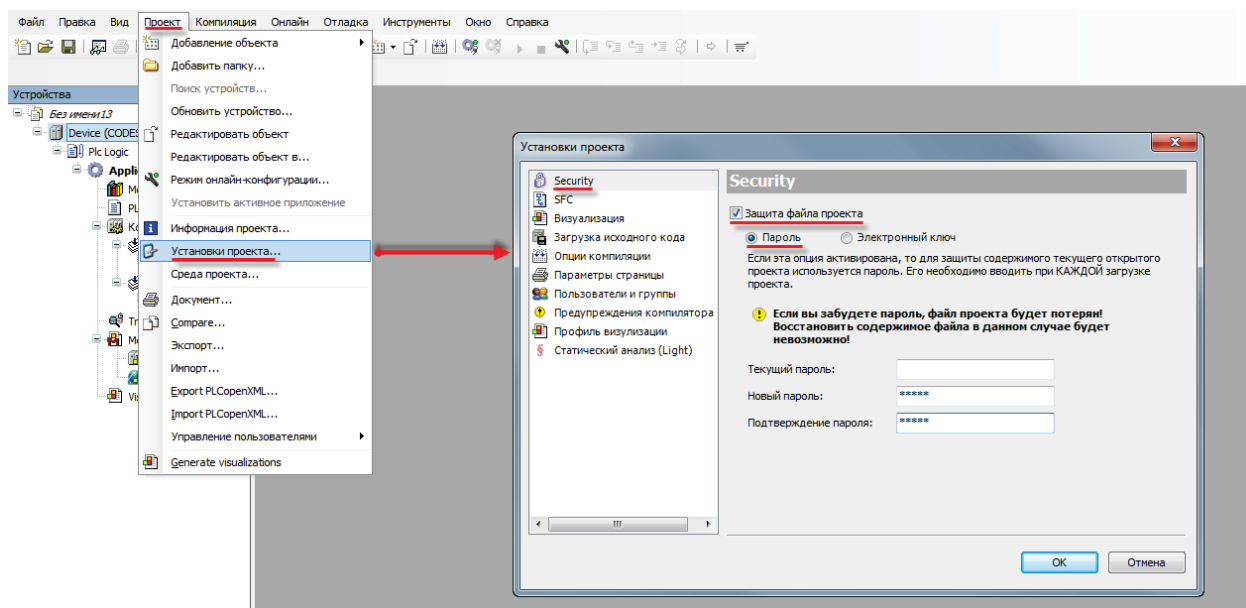 Файл Правка Вид Проект Компиляция Онлайн Отладка Инструменты Окно Справка
Устройства
Без имени13
Device (CODES
Plc Logic
Appli
PL
Tr
Vis
Добавление объекта
Добавить папку...
Поиск устройств...
Обновить устройство...
Редактировать объект
Редактировать объект в...
Режим онлайн-конфигурации...
Установить активное приложение
Информация проекта...
Установки проекта...
Среда проекта...
Документ...
Compare...
Экспорт...
Импорт...
Export PLCopenXML...
Import PLCopenXML...
Управление пользователями
Generate visualizations
Установки проекта
Security
SFC
Визуализация
Загрузка исходного кода
Опции компиляции
Параметры страницы
Пользователи и группы
Предупреждения компилятора
Профиль визулизации
Статический анализ (Light)
Security
Защита файла проекта
Пароль Электронный ключ
Если эта опция активирована, то для защиты содержимого текущего открытого
проекта используется пароль. Его необходимо вводить при КАЖДОЙ загрузке
проекта.
Если вы забудете пароль, файл проекта будет потерян!
Восстановить содержимое файла в данном случае будет
невозможно!
Текущий пароль:
Новый пароль: *****
Подтверждение пароля: *****
OK Отмена